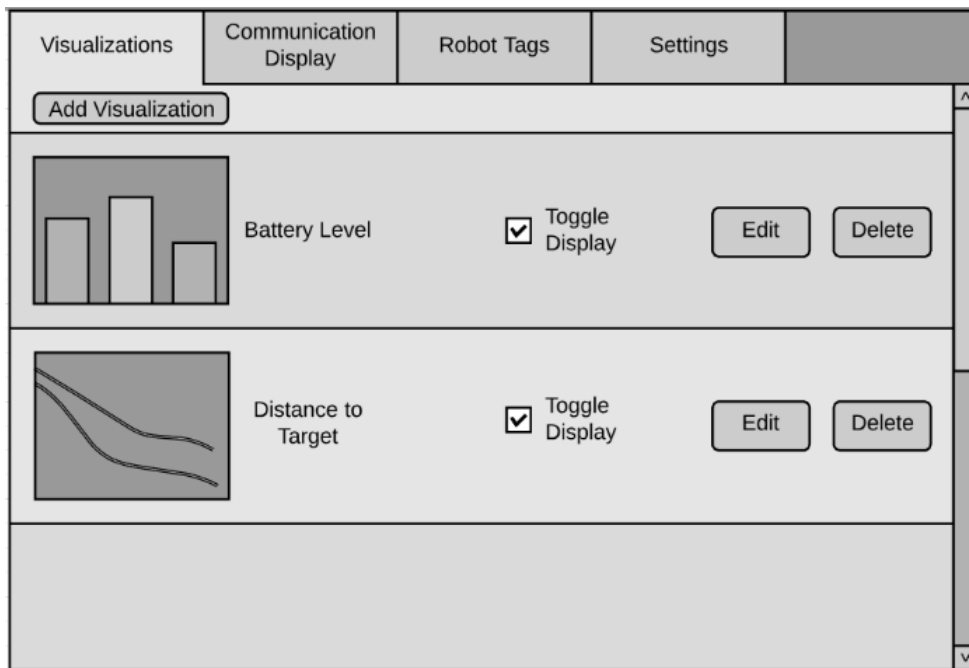 Visualizations
Communication
Display
Robot Tags
Settings
Add Visualization
Battery Level
Toggle
Display
Edit
Delete
Distance to
Target
Toggle
Display
Edit
Delete